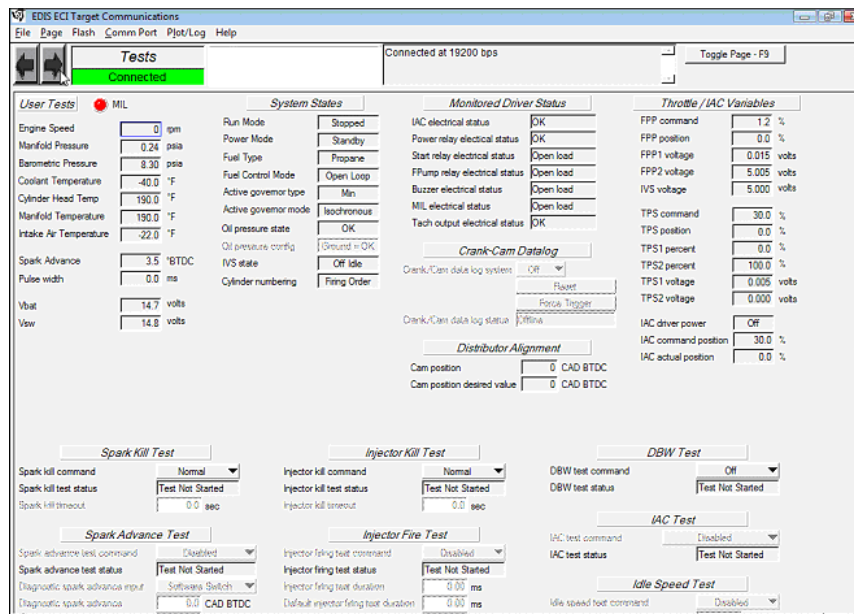 EDIS ECI Target Communications
File Page Flash Comm Port Plot/Log Help
Tests
Connected
Connected at 19200 bps
Toggle Page - F9
User Tests MIL
Engine Speed 0 rpm
Manifold Pressure 0.24 psia
Barometric Pressure 8.30 psia
Coolant Temperature -40.0 °F
Cylinder Head Temp 190.0 °F
Manifold Temperature 190.0 °F
Intake Air Temperature -22.0 °F
Spark Advance 3.5 °BTDC
Pulse width 0.0 ms
Vbat 14.7 volts
Vsw 14.8 volts
System States
Run Mode Stopped
Power Mode Standby
Fuel Type Propane
Fuel Control Mode Open Loop
Active governor type Min
Active governor mode Isochronous
Oil pressure state OK
Oil pressure config Ground = OK
IVS state Off Idle
Cylinder numbering Firing Order
Monitored Driver Status
IAC electrical status OK
Power relay electical status OK
Start relay electrical status Open load
FPump relay electrical status Open load
Buzzer electrical status Open load
MIL electrical status Open load
Tach output electrical status OK
Crank-Cam Datalog
Crank/Cam data log system Off
Reset
Force Trigger
Crank/Cam data log status Offline
Distributor Alignment
Cam position 0 CAD BTDC
Cam position desired value 0 CAD BTDC
Throttle / IAC Variables
FPP command 1.2 %
FPP position 0.0 %
FPP1 voltage 0.015 volts
FPP2 voltage 5.005 volts
IVS voltage 5.000 volts
TPS command 30.0 %
TPS position 0.0 %
TPS1 percent 0.0 %
TPS2 percent 100.0 %
TPS1 voltage 0.005 volts
TPS2 voltage 0.000 volts
IAC driver power Off
IAC command position 30.0 %
IAC actual position 0.0 %
Spark Kill Test
Spark kill command Normal
Spark kill test status Test Not Started
Spark kill timeout 0.0 sec
Injector Kill Test
Injector kill command Normal
Injector kill test status Test Not Started
Injector kill timeout 0.0 sec
DBW Test
DBW test command Off
DBW test status Test Not Started
Spark Advance Test
Spark advance test command Disabled
Spark advance test status Test Not Started
Diagnostic spark advance input Software Switch
Diagnostic spark advance 0.0 CAD BTDC
Injector Fire Test
Injector firing test command Disabled
Injector firing test status Test Not Started
Injector firing test duration 0.00 ms
Default injector firing test duration 0.00 ms
IAC Test
IAC test command Disabled
IAC test status Test Not Started
Idle Speed Test
Idle speed test command Disabled